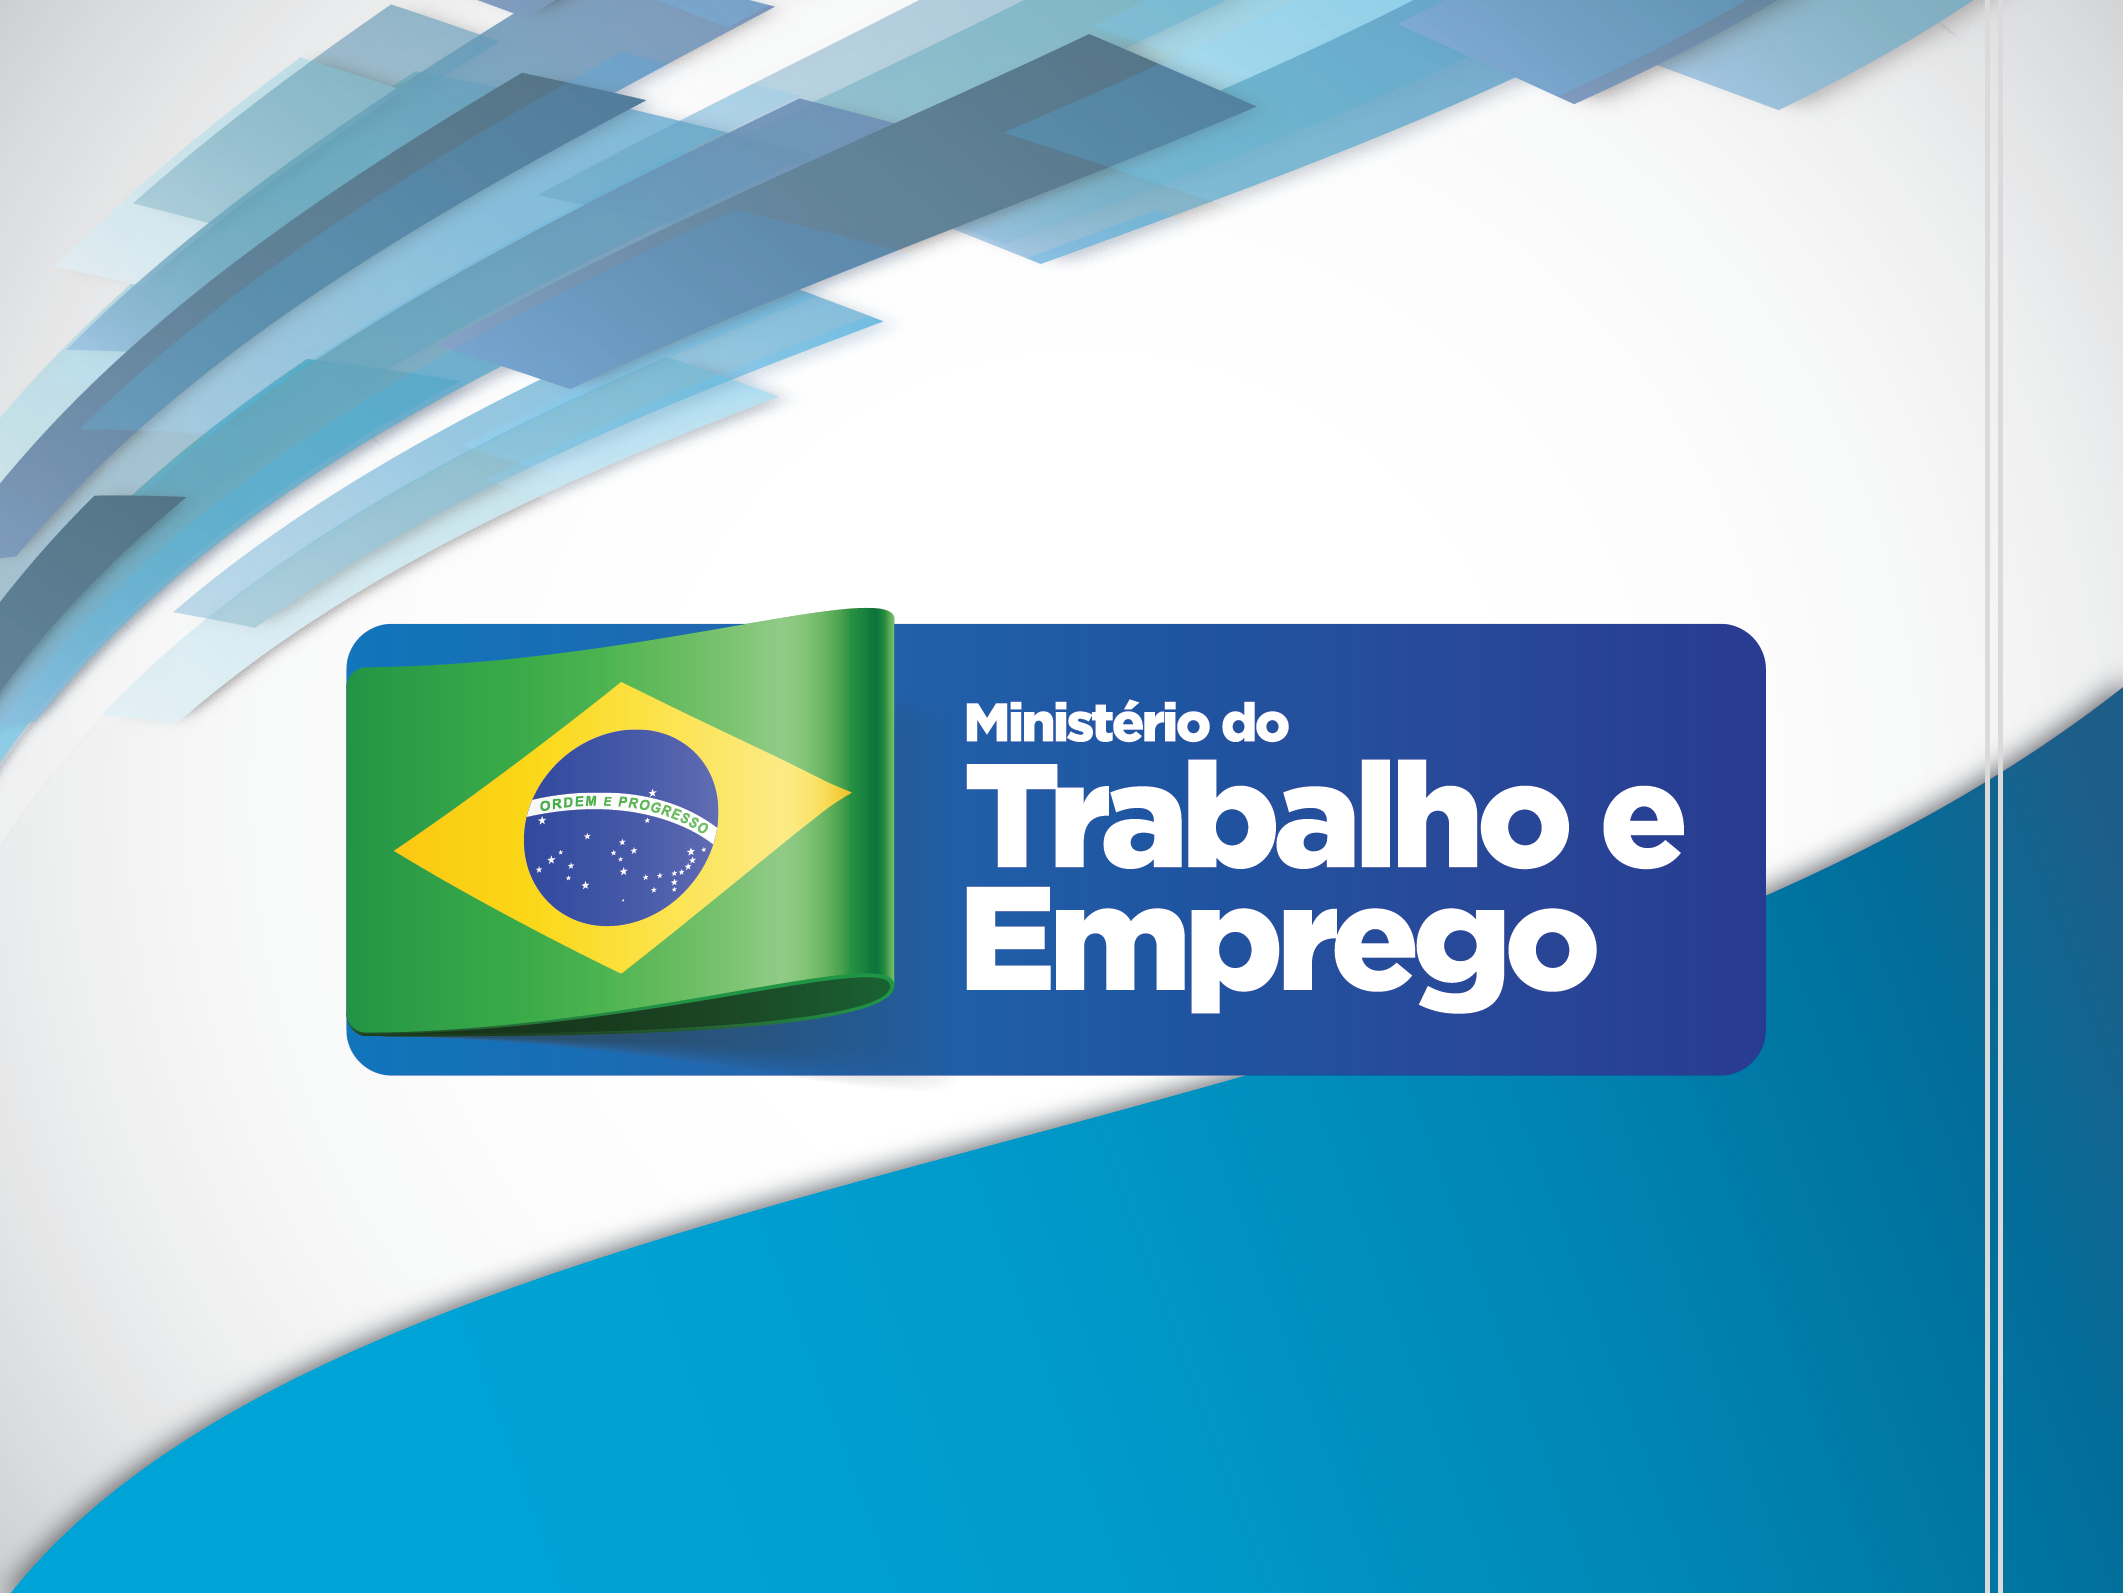 ORDEM E PROGRESSO
Ministério do
Trabalho e
Emprego